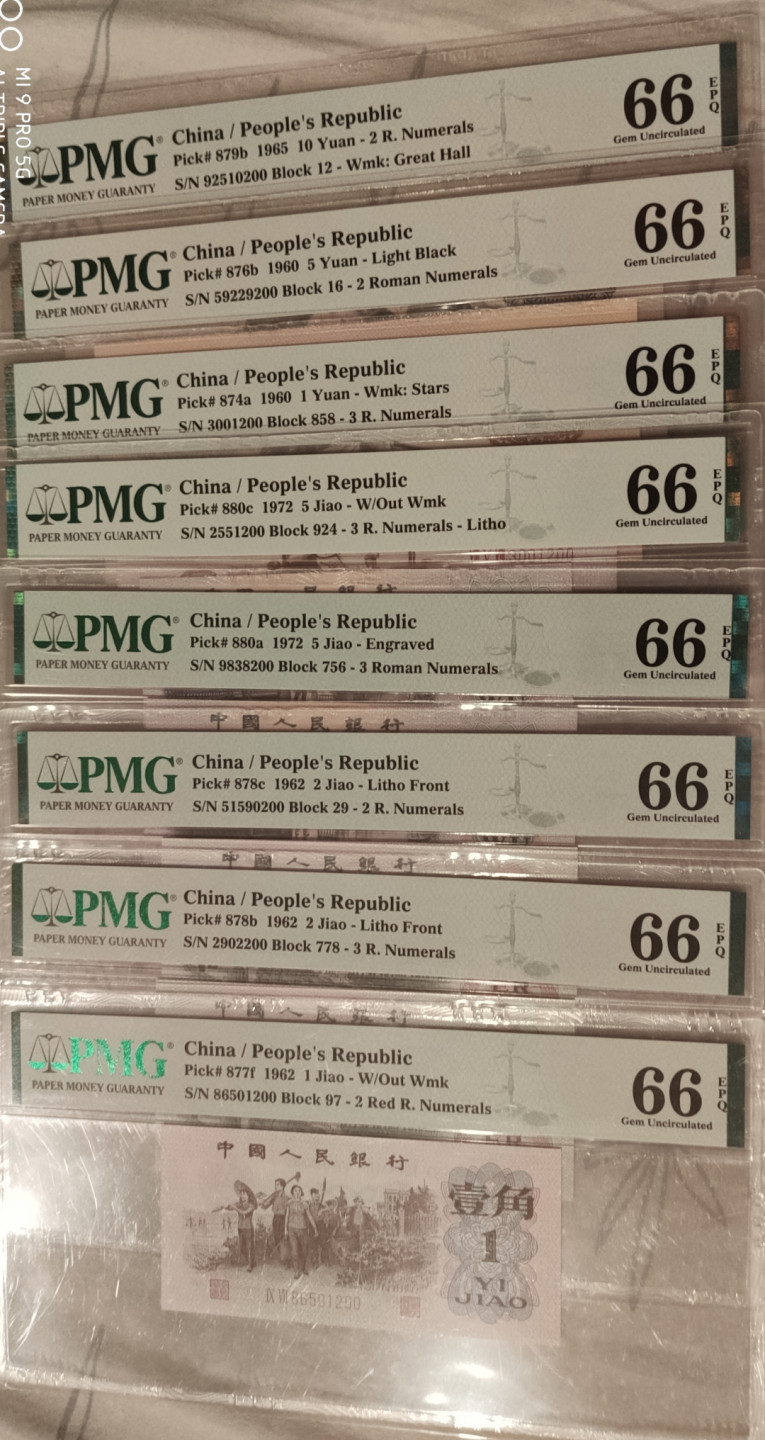 MI 9 PRO 5G
PMG®
PAPER MONEY GUARANTY
China / People's Republic
Pick# 879b 1965 10 Yuan - 2 R. Numerals
S/N 92510200 Block 12 - Wmk: Great Hall
66
EPQ
Gem Uncirculated
PMG®
PAPER MONEY GUARANTY
China / People's Republic
Pick# 876b 1960 5 Yuan - Light Black
S/N 59229200 Block 16 - 2 Roman Numerals
66
EPQ
Gem Uncirculated
PMG®
PAPER MONEY GUARANTY
China / People's Republic
Pick# 874a 1960 1 Yuan - Wmk: Stars
S/N 3001200 Block 858 - 3 R. Numerals
66
EPQ
Gem Uncirculated
PMG®
PAPER MONEY GUARANTY
China / People's Republic
Pick# 880c 1972 5 Jiao - W/Out Wmk
S/N 2551200 Block 924 - 3 R. Numerals - Litho
66
EPQ
Gem Uncirculated
3001200
PMG®
PAPER MONEY GUARANTY
China / People's Republic
Pick# 880a 1972 5 Jiao - Engraved
S/N 9838200 Block 756 - 3 Roman Numerals
66
EPQ
Gem Uncirculated
中國人民銀行
PMG®
PAPER MONEY GUARANTY
China / People's Republic
Pick# 878c 1962 2 Jiao - Litho Front
S/N 51590200 Block 29 - 2 R. Numerals
66
EPQ
Gem Uncirculated
中國人民銀行
PMG®
PAPER MONEY GUARANTY
China / People's Republic
Pick# 878b 1962 2 Jiao - Litho Front
S/N 2902200 Block 778 - 3 R. Numerals
66
EPQ
Gem Uncirculated
中國人民銀行
PMG®
PAPER MONEY GUARANTY
China / People's Republic
Pick# 877f 1962 1 Jiao - W/Out Wmk
S/N 86501200 Block 97 - 2 Red R. Numerals
66
EPQ
Gem Uncirculated
中國人民銀行
壹角
1
YI
JIAO
86501200